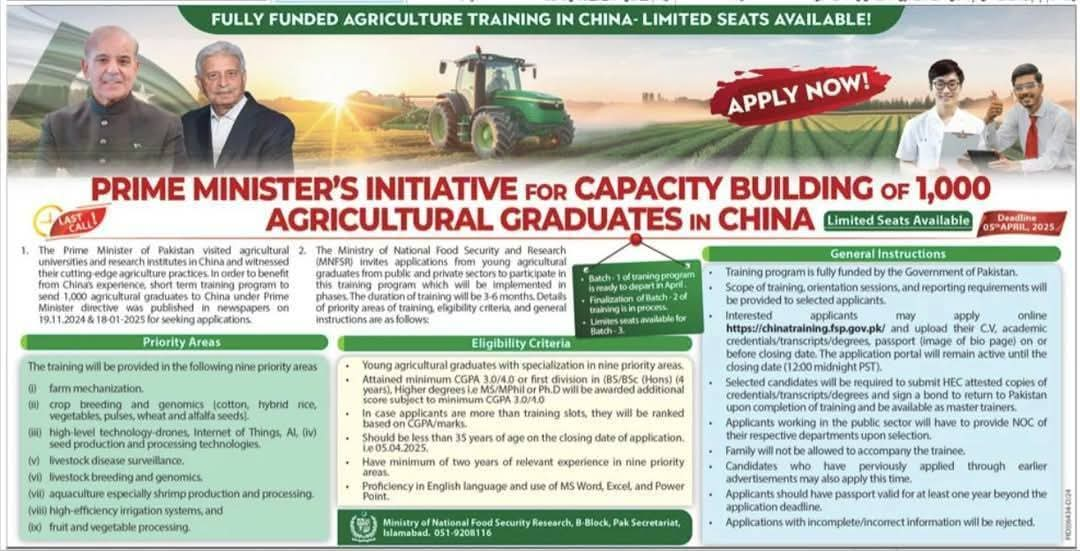 FULLY FUNDED AGRICULTURE TRAINING IN CHINA- LIMITED SEATS AVAILABLE!
APPLY NOW!
PRIME MINISTER'S INITIATIVE FOR CAPACITY BUILDING OF 1,000
LAST CALL!
AGRICULTURAL GRADUATES IN CHINA
Limited Seats Available
Deadline
05th APRIL, 2025
1. The Prime Minister of Pakistan visited agricultural
universities and research institutes in China and witnessed
their cutting-edge agriculture practices. In order to benefit
from China's experience, short term training program to
send 1,000 agricultural graduates to China under Prime
Minister directive was published in newspapers on
19.11.2024 & 18-01-2025 for seeking applications.
2. The Ministry of National Food Security and Research
(MNFSR) invites applications from young agricultural
graduates from public and private sectors to participate in
this training program which will be implemented in
phases. The duration of training will be 3-6 months. Details
of priority areas of training, eligibility criteria, and general
instructions are as follows:
• Batch - 1 of traning program
is ready to depart in April.
• Finalization of Batch - 2 of
training is in process.
• Limites seats available for
Batch - 3.
Priority Areas
The training will be provided in the following nine priority areas
(i) farm mechanization.
(ii) crop breeding and genomics [cotton, hybrid rice,
vegetables, pulses, wheat and alfalfa seeds].
(iii) high-level technology-drones, Internet of Things, AI, (iv)
seed production and processing technologies.
(v) livestock disease surveillance.
(vi) livestock breeding and genomics.
(vii) aquaculture especially shrimp production and processing.
(viii) high-efficiency irrigation systems, and
(ix) fruit and vegetable processing.
Eligibility Criteria
• Young agricultural graduates with specialization in nine priority areas.
• Attained minimum CGPA 3.0/4.0 or first division in (BS/BSc (Hons) (4
years). Higher degrees i.e MS/MPhil or Ph.D will be awarded additional
score subject to minimum CGPA 3.0/4.0
• In case applicants are more than training slots, they will be ranked
based on CGPA/marks.
• Should be less than 35 years of age on the closing date of application.
i.e 05.04.2025.
• Have minimum of two years of relevant experience in nine priority
areas.
• Proficiency in English language and use of MS Word, Excel, and Power
Point.
Ministry of National Food Security Research, B-Block, Pak Secretariat,
Islamabad. 051-9208116
General Instructions
• Training program is fully funded by the Government of Pakistan.
• Scope of training, orientation sessions, and reporting requirements will
be provided to selected applicants.
• Interested applicants may apply online
https://chinatraining.fsp.gov.pk/ and upload their C.V, academic
credentials/transcripts/degrees, passport (image of bio page) on or
before closing date. The application portal will remain active until the
closing date (12:00 midnight PST).
• Selected candidates will be required to submit HEC attested copies of
credentials/transcripts/degrees and sign a bond to return to Pakistan
upon completion of training and be available as master trainers.
• Applicants working in the public sector will have to provide NOC of
their respective departments upon selection.
• Family will not be allowed to accompany the trainee.
• Candidates who have perviously applied through earlier
advertisements may also apply this time.
• Applicants should have passport valid for at least one year beyond the
application deadline.
• Applications with incomplete/incorrect information will be rejected.